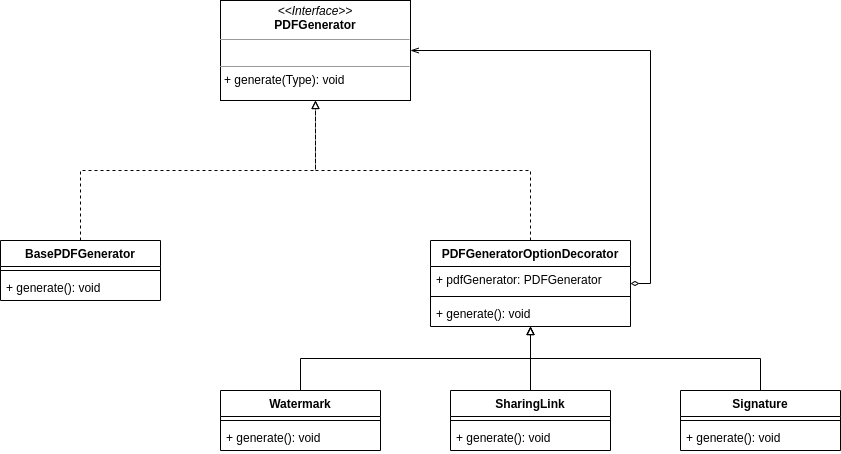 <<Interface>>
PDFGenerator
+ generate(Type): void
BasePDFGenerator
+ generate(): void
PDFGeneratorOptionDecorator
+ pdfGenerator: PDFGenerator
+ generate(): void
Watermark
+ generate(): void
SharingLink
+ generate(): void
Signature
+ generate(): void